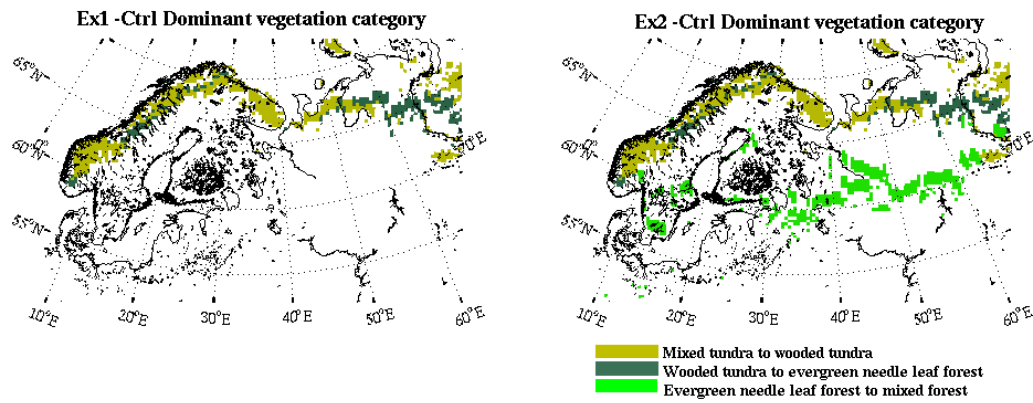 Ex1 -Ctrl Dominant vegetation category
Ex2 -Ctrl Dominant vegetation category
65°N
60°N
55°N
10°E
20°E
30°E
40°E
50°E
60°E
70°E
65°N
60°N
55°N
10°E
20°E
30°E
40°E
50°E
60°E
70°E
Mixed tundra to wooded tundra
Wooded tundra to evergreen needle leaf forest
Evergreen needle leaf forest to mixed forest